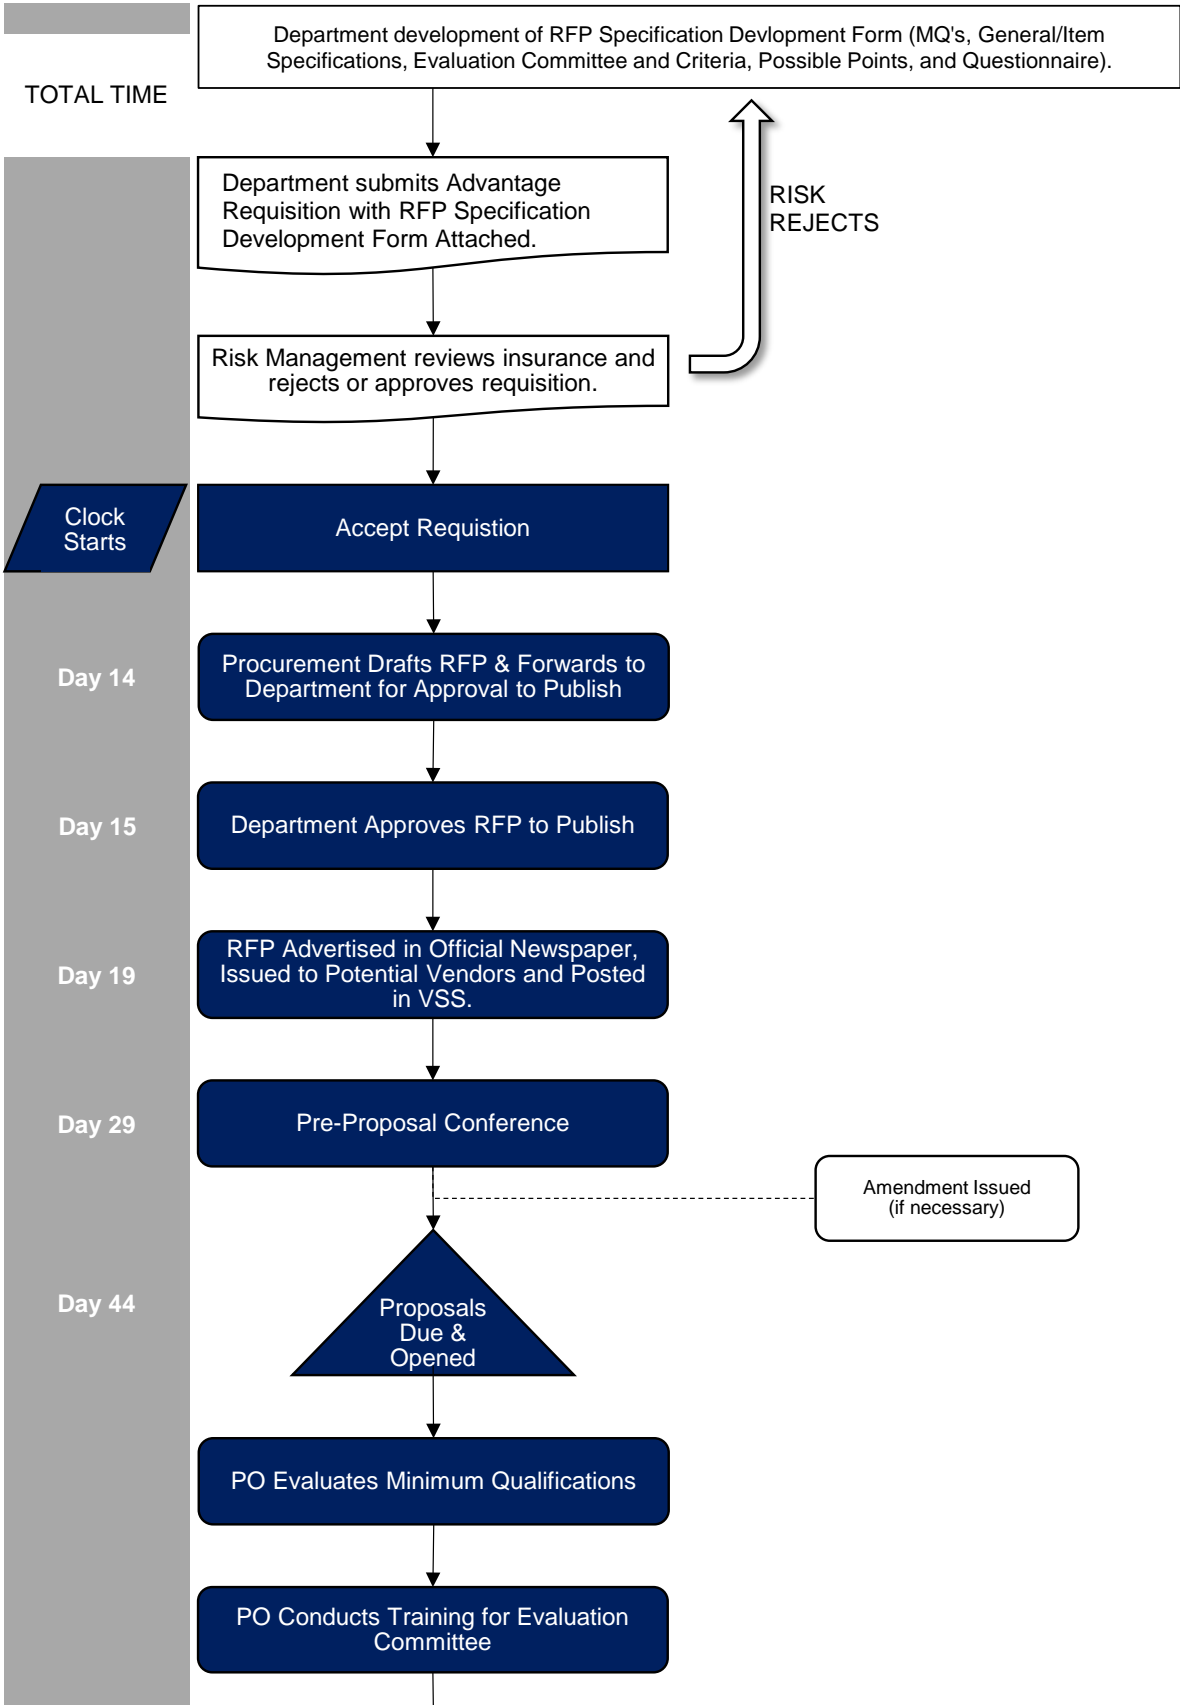 Department development of RFP Specification Devlopment Form (MQ's, General/Item
Specifications, Evaluation Committee and Criteria, Possible Points, and Questionnaire).
TOTAL TIME
Department submits Advantage
Requisition with RFP Specification
Development Form Attached.
RISK
REJECTS
Risk Management reviews insurance and
rejects or approves requisition.
Clock
Starts
Accept Requistion
Day 14
Procurement Drafts RFP & Forwards to
Department for Approval to Publish
Day 15
Department Approves RFP to Publish
Day 19
RFP Advertised in Official Newspaper,
Issued to Potential Vendors and Posted
in VSS.
Day 29
Pre-Proposal Conference
Amendment Issued
(if necessary)
Day 44
Proposals
Due &
Opened
PO Evaluates Minimum Qualifications
PO Conducts Training for Evaluation
Committee